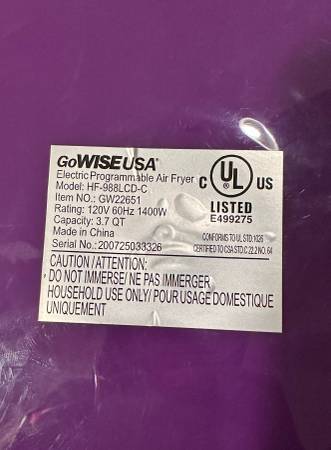 GoWISEUSA®
Electric Programmable Air Fryer
Model: HF-988LCD-C
Item NO.: GW22651
Rating: 120V 60Hz 1400W
Capacity: 3.7 QT
Made in China
Serial No.: 200725033326
C UL US
®
LISTED
E499275
CONFORMS TO UL STD.1026
CERTIFIED TO CSA STD.C 22.2 NO. 64
CAUTION/ATTENTION:
DO NOT IMMERSE/ NE PAS IMMERGER
HOUSEHOLD USE ONLY/ POUR USAGE DOMESTIQUE
UNIQUEMENT